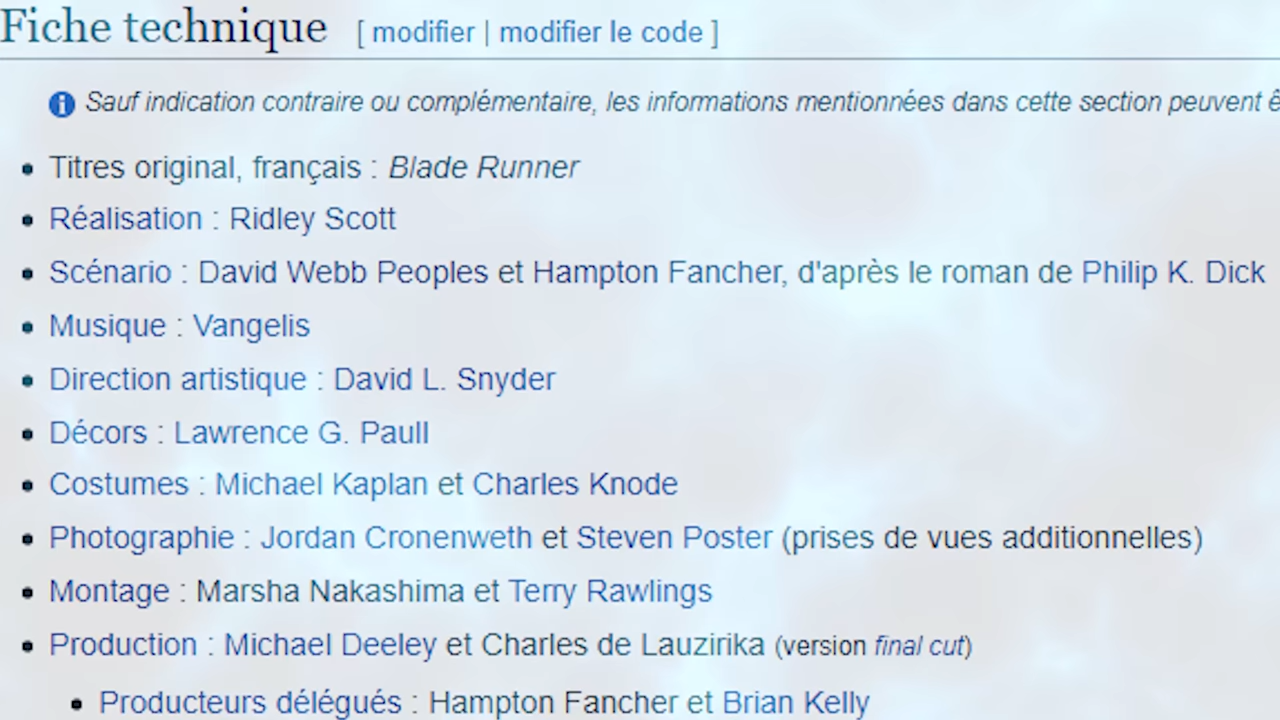 Fiche technique [ modifier | modifier le code ]
Sauf indication contraire ou complémentaire, les informations mentionnées dans cette section peuvent ê
Titres original, français : Blade Runner
Réalisation : Ridley Scott
Scénario : David Webb Peoples et Hampton Fancher, d'après le roman de Philip K. Dick
Musique : Vangelis
Direction artistique : David L. Snyder
Décors : Lawrence G. Paull
Costumes : Michael Kaplan et Charles Knode
Photographie : Jordan Cronenweth et Steven Poster (prises de vues additionnelles)
Montage : Marsha Nakashima et Terry Rawlings
Production : Michael Deeley et Charles de Lauzirika (version final cut)
Producteurs délégués : Hampton Fancher et Brian Kelly